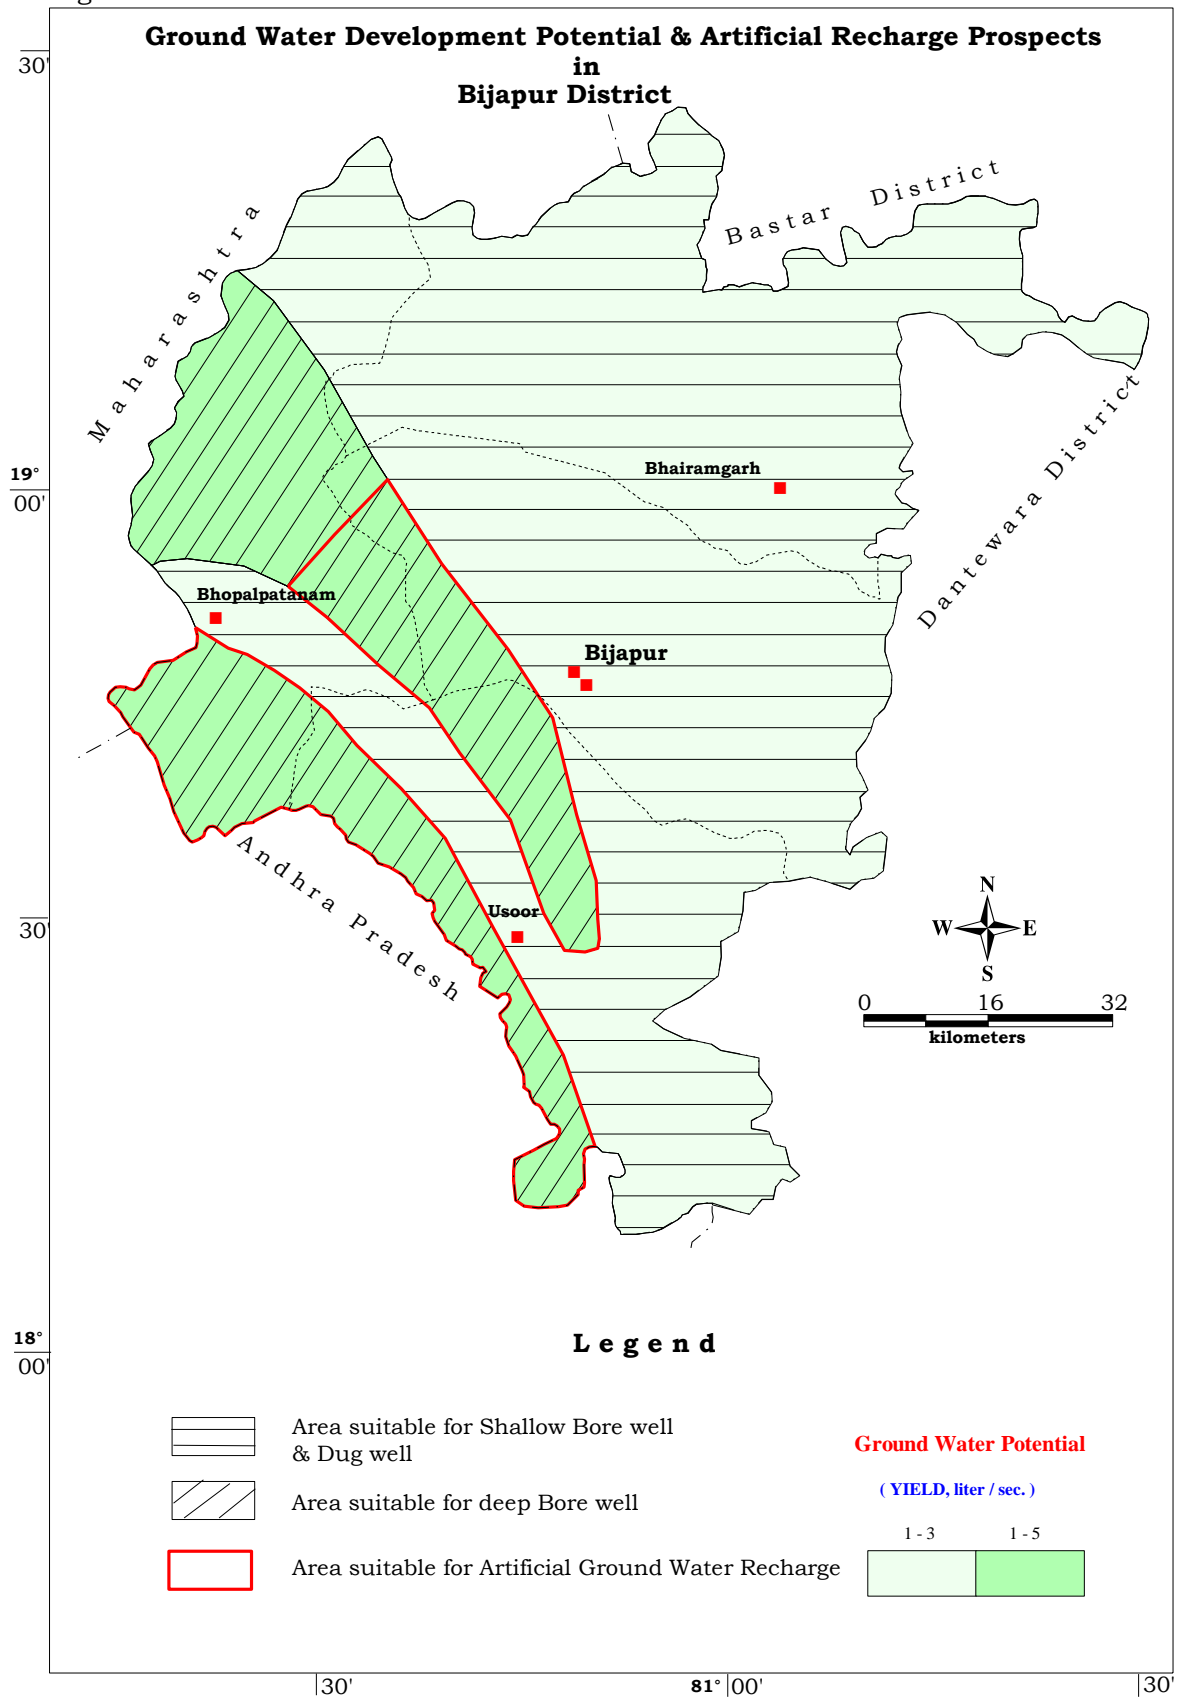 Ground Water Development Potential & Artificial Recharge Prospects
in
Bijapur District
30'
Maharashtra
Bastar District
19°
00'
Bhairamgarh
Dantewara District
Bhopalpatanam
Bijapur
Andhra Pradesh
Usoor
30'
N
W E
S
0 16 32
kilometers
18°
00'
Legend
Area suitable for Shallow Bore well
& Dug well
Area suitable for deep Bore well
Area suitable for Artificial Ground Water Recharge
Ground Water Potential
( YIELD, liter / sec. )
1 - 3 1 - 5
30' 81° 00' 30'